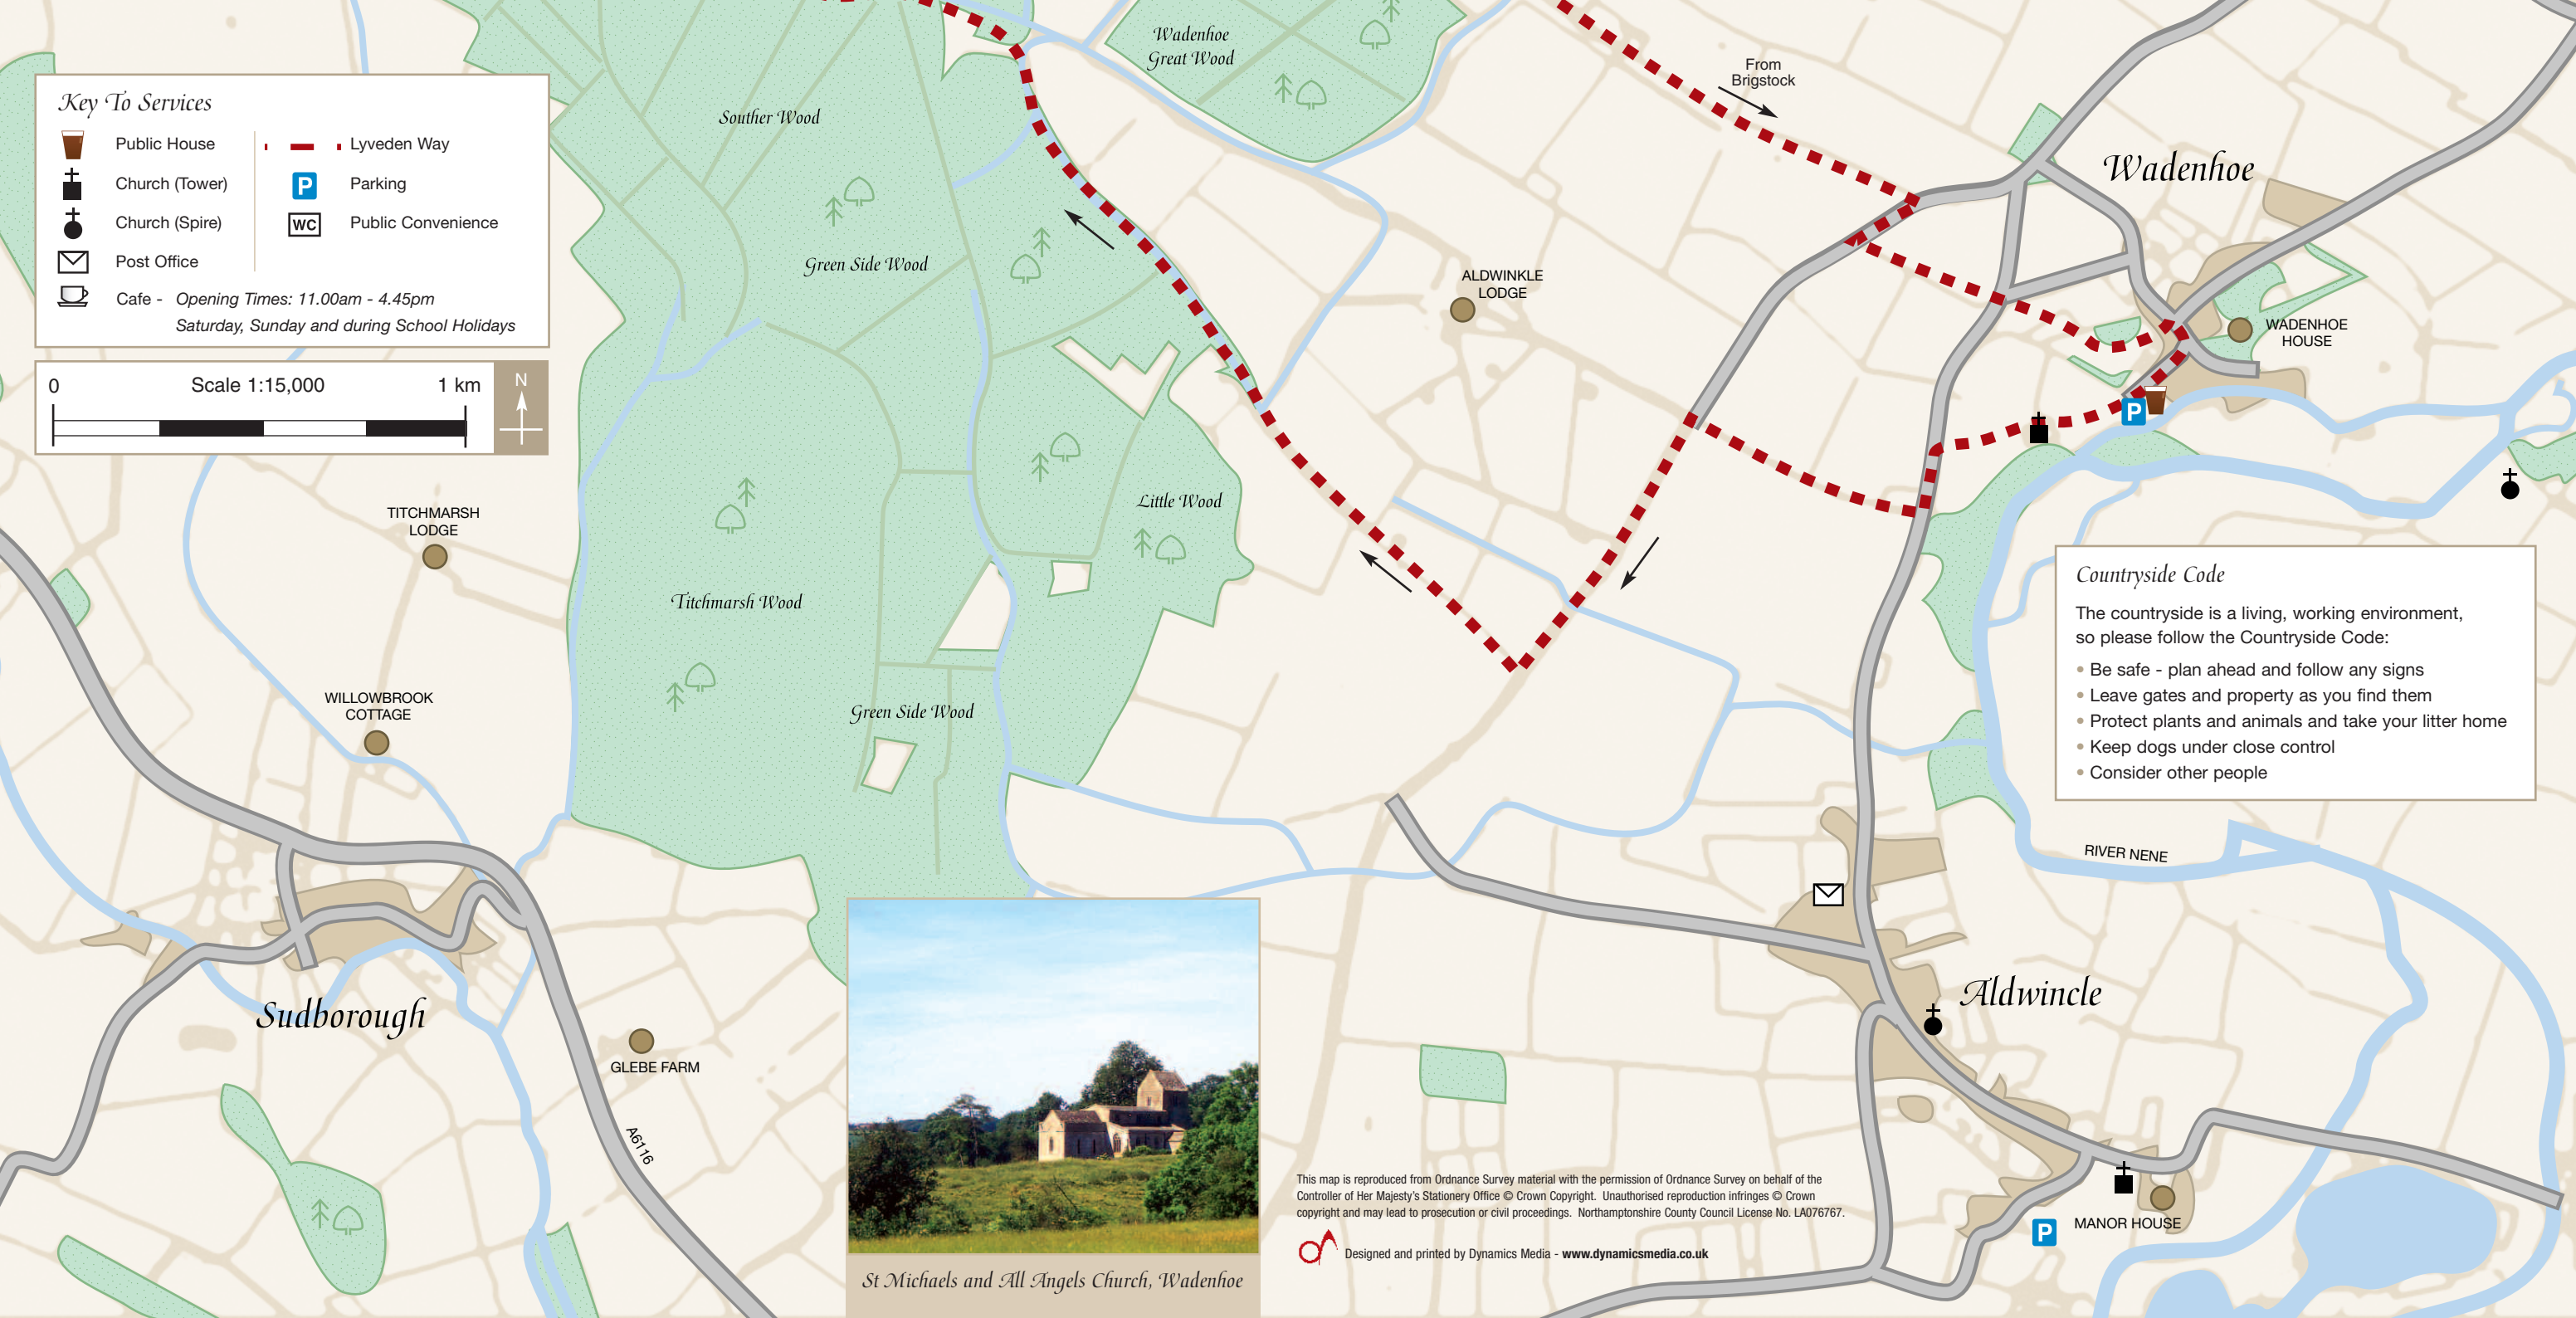 Wadenhoe
Great Wood
From
Brigstock
Key To Services
Public House
Lyveden Way
Church (Tower)
P
Parking
Church (Spire)
WC
Public Convenience
Post Office
Cafe - Opening Times: 11.00am - 4.45pm
Saturday, Sunday and during School Holidays
Souther Wood
Wadenhoe
Green Side Wood
ALDWINKLE
LODGE
WADENHOE
HOUSE
0 Scale 1:15,000 1 km
N
P
TITCHMARSH
LODGE
Little Wood
Titchmarsh Wood
WILLOWBROOK
COTTAGE
Green Side Wood
Countryside Code
The countryside is a living, working environment,
so please follow the Countryside Code:
• Be safe - plan ahead and follow any signs
• Leave gates and property as you find them
• Protect plants and animals and take your litter home
• Keep dogs under close control
• Consider other people
RIVER NENE
Sudborough
Aldwincle
GLEBE FARM
A6116
MANOR HOUSE
P
St Michaels and All Angels Church, Wadenhoe
This map is reproduced from Ordnance Survey material with the permission of Ordnance Survey on behalf of the
Controller of Her Majesty's Stationery Office © Crown Copyright. Unauthorised reproduction infringes © Crown
copyright and may lead to prosecution or civil proceedings. Northamptonshire County Council License No. LA076767.
Designed and printed by Dynamics Media - www.dynamicsmedia.co.uk